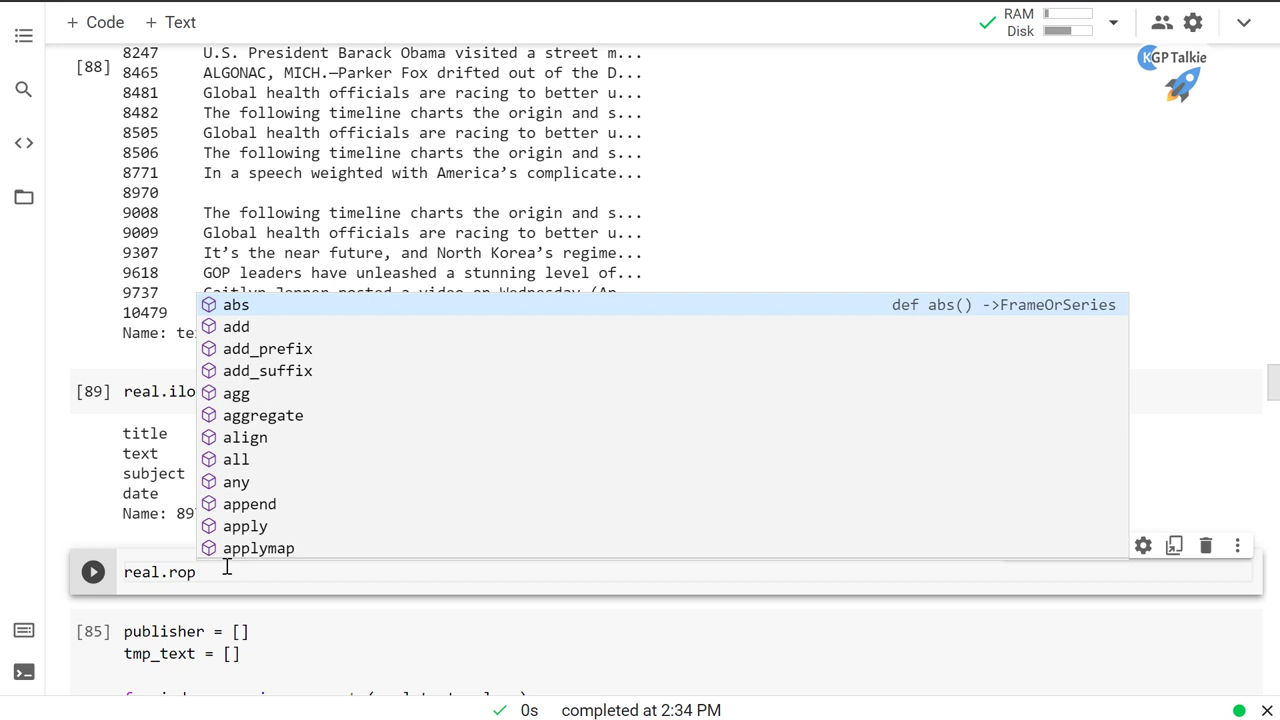 + Code + Text
RAM
Disk
KGP Talkie
[88]
8247 U.S. President Barack Obama visited a street m...
8465 ALGONAC, MICH.—Parker Fox drifted out of the D...
8481 Global health officials are racing to better u...
8482 The following timeline charts the origin and s...
8505 Global health officials are racing to better u...
8506 The following timeline charts the origin and s...
8771 In a speech weighted with America’s complicate...
8970
9008 The following timeline charts the origin and s...
9009 Global health officials are racing to better u...
9307 It’s the near future, and North Korea’s regime...
9618 GOP leaders have unleashed a stunning level of...
9737 Caitlyn Jenner posted a video on Wednesday (Ap...
10479
Name: te
abs def abs() ->FrameOrSeries
add
add_prefix
add_suffix
agg
aggregate
align
all
any
append
apply
applymap
[89] real.ilo
title
text
subject
date
Name: 89
real.rop
[85] publisher = []
tmp_text = []
0s completed at 2:34 PM